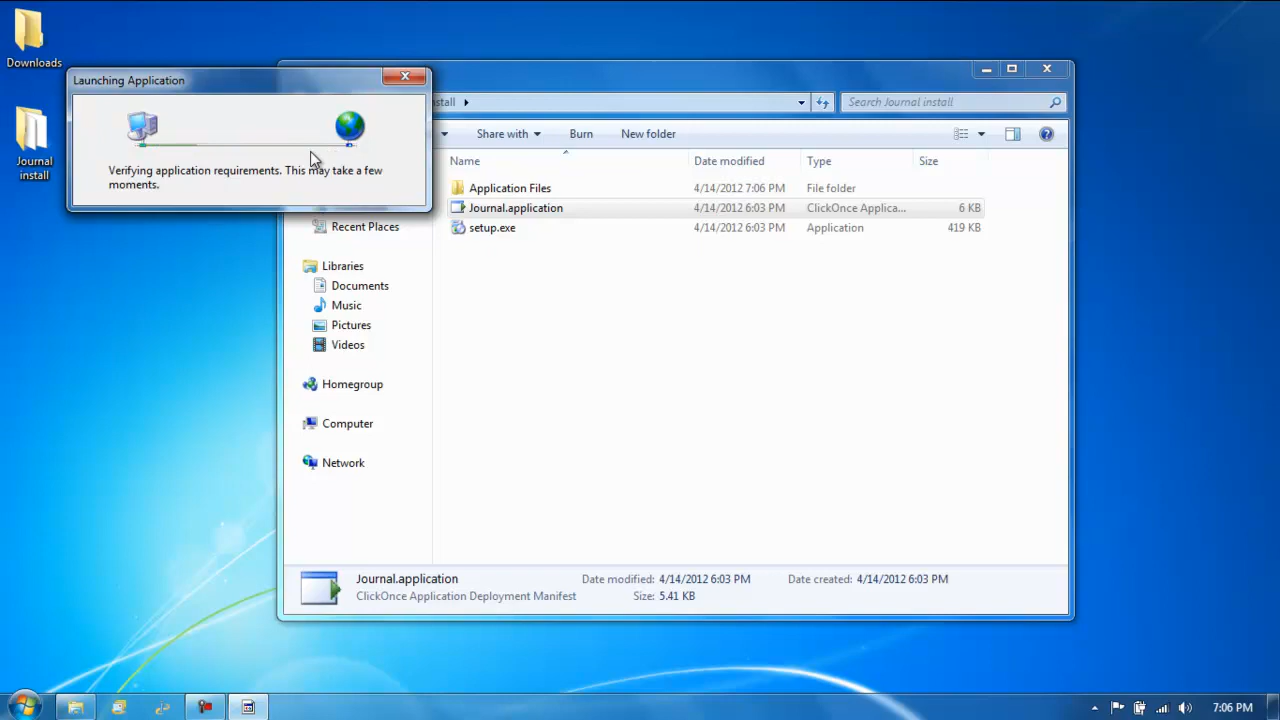 Downloads
Journal
install
Launching Application
Verifying application requirements. This may take a few
moments.
Search Journal install
Share with
Burn
New folder
Name
Date modified
Type
Size
Application Files
4/14/2012 7:06 PM
File folder
Journal.application
4/14/2012 6:03 PM
ClickOnce Applica...
6 KB
setup.exe
4/14/2012 6:03 PM
Application
419 KB
Recent Places
Libraries
Documents
Music
Pictures
Videos
Homegroup
Computer
Network
Journal.application
Date modified: 4/14/2012 6:03 PM
Date created: 4/14/2012 6:03 PM
ClickOnce Application Deployment Manifest
Size: 5.41 KB
7:06 PM